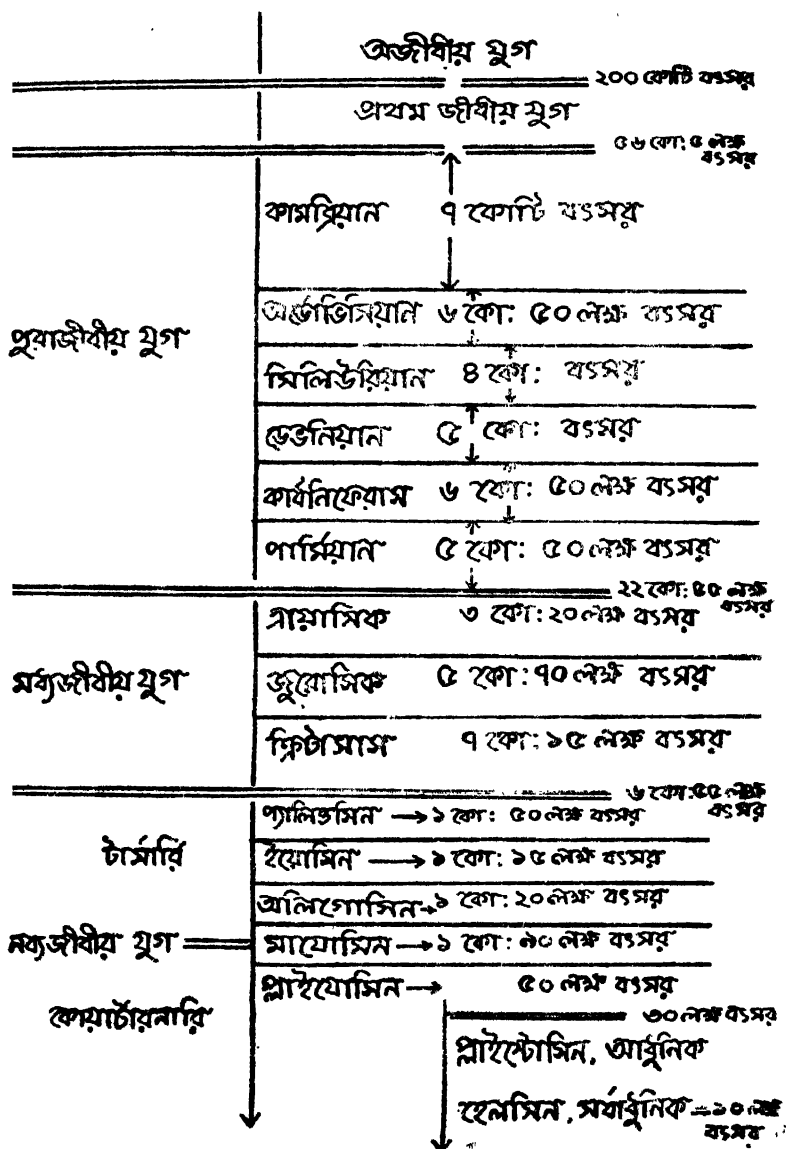 অজীবীয় যুগ
২০০ কোটি বৎসর
প্রথম জীবীয় যুগ
৫৬ কো: ৫ লক্ষ
বৎসর
কামব্রিয়ান ৭ কোটি বৎসর
অর্ডোভিসিয়ান ৬ কো: ৫০ লক্ষ বৎসর
পুরাজীবীয় যুগ
সিলিউরিয়ান ৪ কো: বৎসর
ডেভনিয়ান ৫ কো: বৎসর
কার্বনিফেরাস ৬ কো: ৫০ লক্ষ বৎসর
পার্মিয়ান ৫ কো: ৫০ লক্ষ বৎসর
২২ কো: ৫০ লক্ষ
বৎসর
ট্রায়াসিক ৩ কো: ২০ লক্ষ বৎসর
মধ্যজীবীয় যুগ
জুরোসিক ৫ কো: ৭০ লক্ষ বৎসর
ক্রিটাসাস ৭ কো: ১৫ লক্ষ বৎসর
৬ কো: ৫০ লক্ষ
বৎসর
প্যালিওসিন → ১ কো: ৫০ লক্ষ বৎসর
টার্সারি
ইয়োসিন → ১ কো: ১৫ লক্ষ বৎসর
অলিগোসিন → ১ কো: ২০ লক্ষ বৎসর
নব্যজীবীয় যুগ
মায়োসিন → ১ কো: ৯০ লক্ষ বৎসর
প্লাইয়োসিন → ৫০ লক্ষ বৎসর
কোয়ার্টারনারি
৩০ লক্ষ বৎসর
প্লাইস্টোসিন, আধুনিক
হেলসিন, সর্বাধুনিক – ১০ লক্ষ
বৎসর